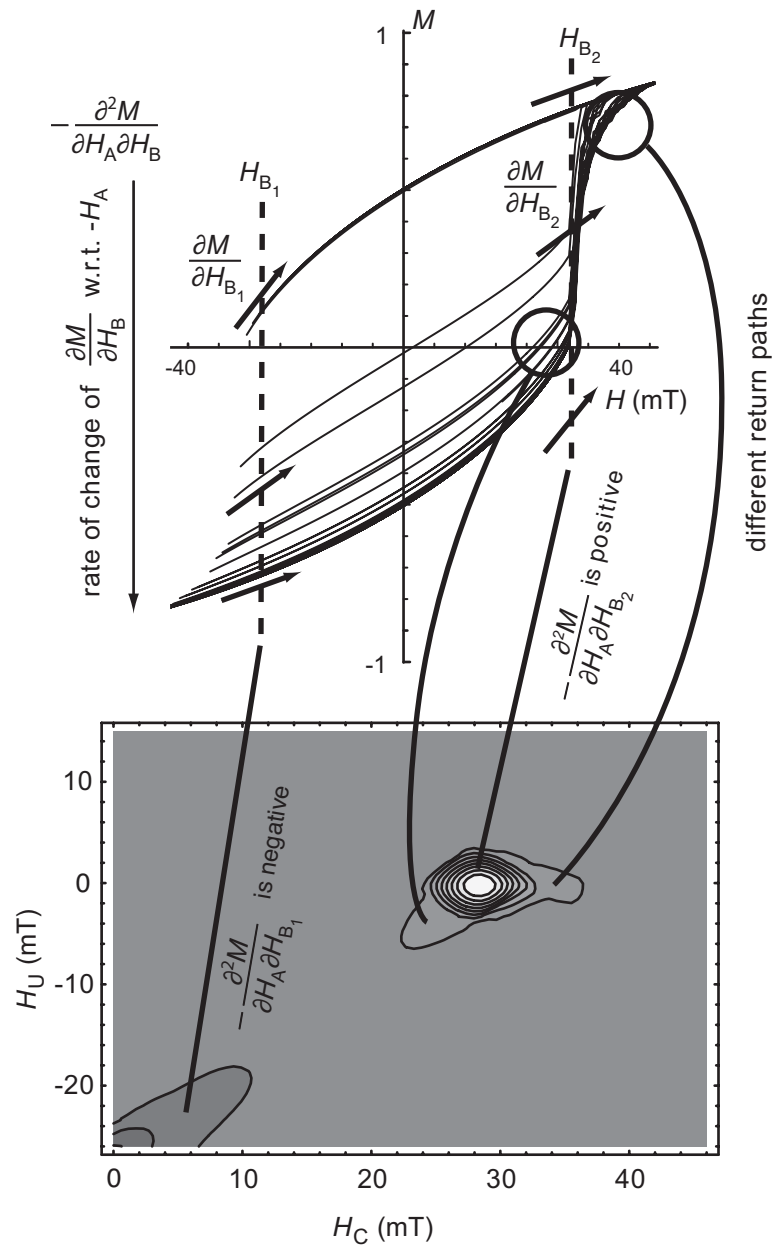 M
1
H_B₂
−∂²M/∂H_A∂H_B
H_B₁
∂M/∂H_B₂
∂M/∂H_B₁
rate of change of ∂M/∂H_B w.r.t. -H_A
-40
40
H (mT)
different return paths
-1
−∂²M/∂H_A∂H_B₂ is positive
10
0
-10
-20
H_U (mT)
−∂²M/∂H_A∂H_B₁ is negative
0 10 20 30 40
H_C (mT)